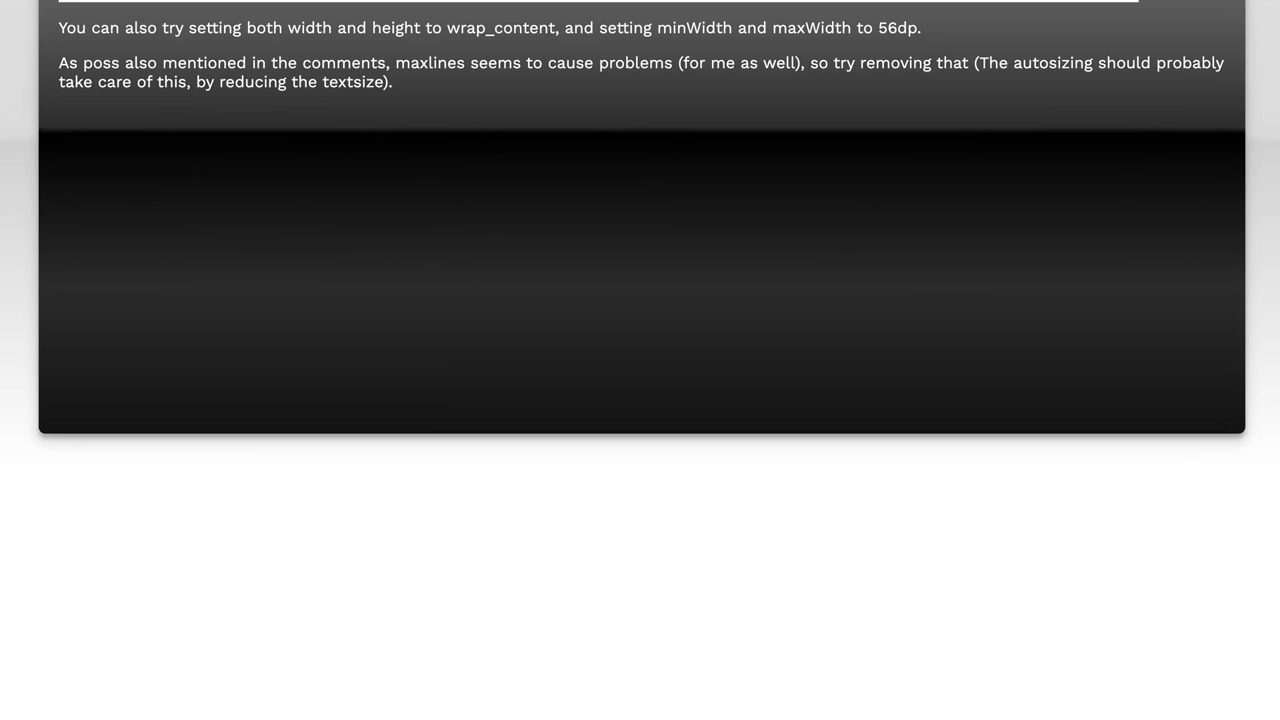 You can also try setting both width and height to wrap_content, and setting minWidth and maxWidth to 56dp.
As poss also mentioned in the comments, maxlines seems to cause problems (for me as well), so try removing that (The autosizing should probably
take care of this, by reducing the textsize).